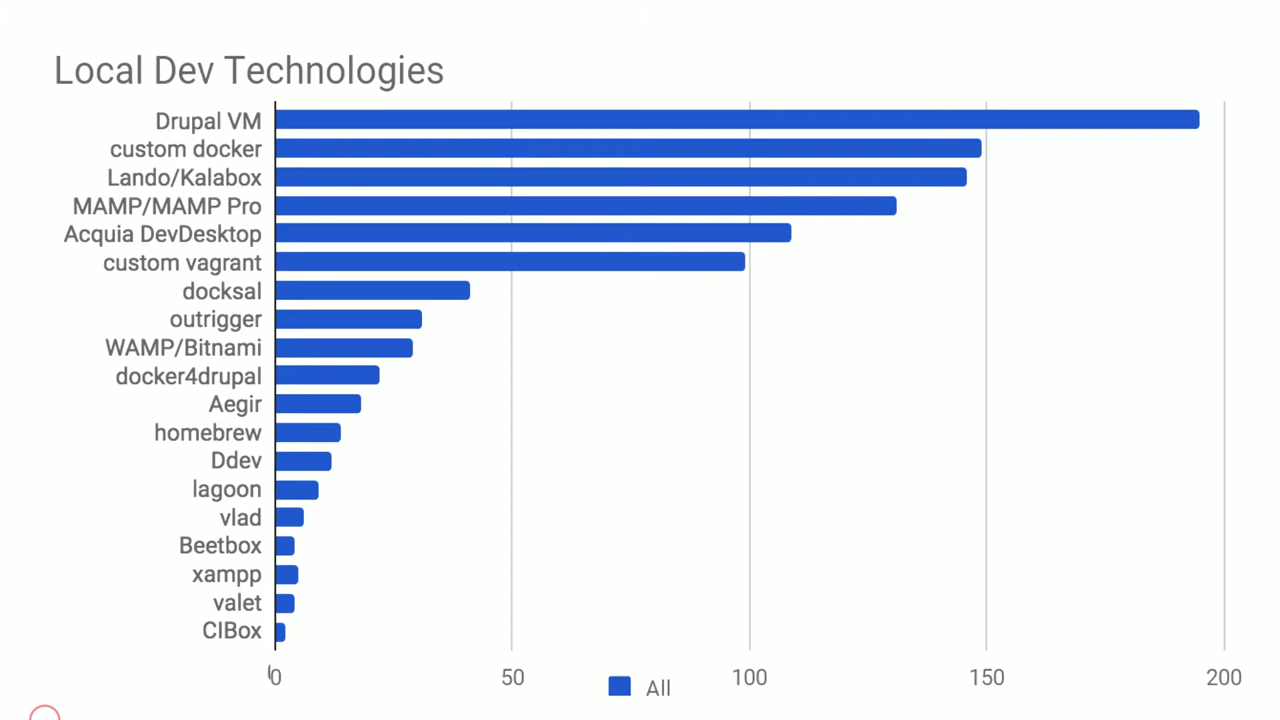 Local Dev Technologies
Drupal VM
custom docker
Lando/Kalabox
MAMP/MAMP Pro
Acquia DevDesktop
custom vagrant
docksal
outrigger
WAMP/Bitnami
docker4drupal
Aegir
homebrew
Ddev
lagoon
vlad
Beetbox
xampp
valet
CIBox
0 50 100 150 200
All